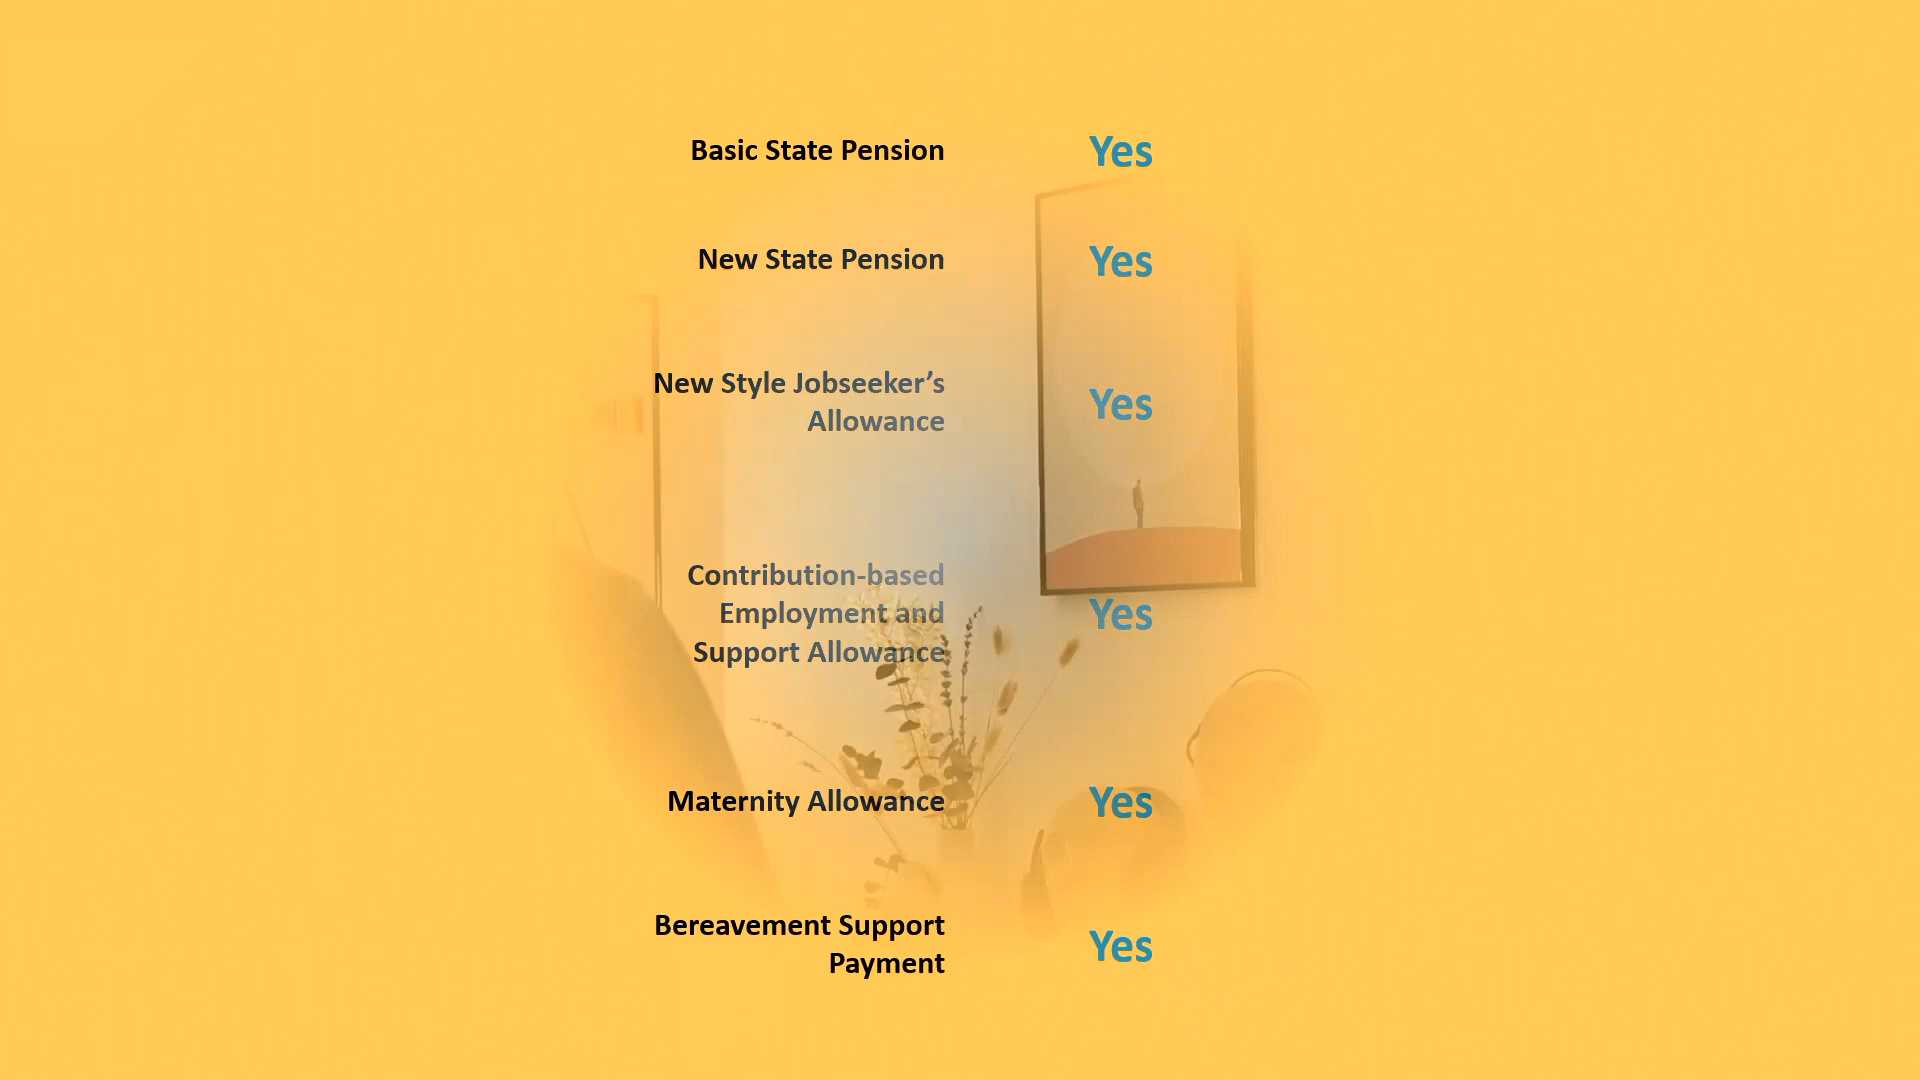 Basic State Pension Yes
New State Pension Yes
New Style Jobseeker’s
Allowance Yes
Contribution-based
Employment and Yes
Support Allowance
Maternity Allowance Yes
Bereavement Support
Payment Yes